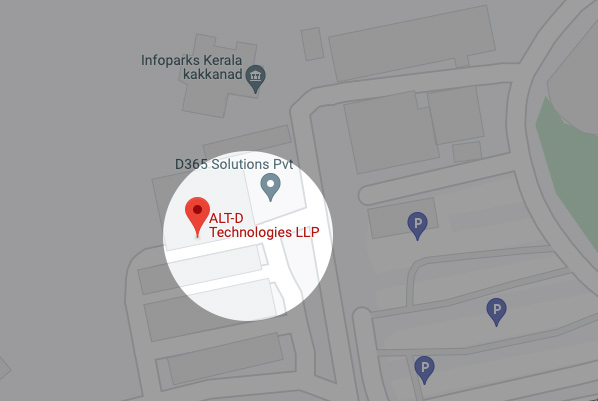 Infoparks Kerala
kakkanad
D365 Solutions Pvt
ALT-D
Technologies LLP
P
P
P